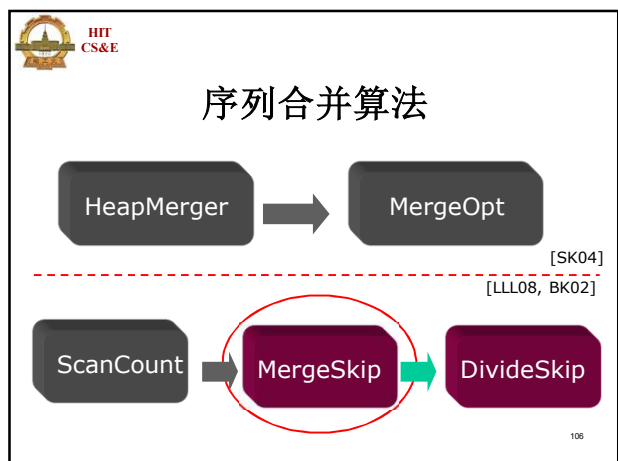 HIT
CS&E
序列合并算法
HeapMerger
MergeOpt
[SK04]
[LLL08, BK02]
ScanCount
MergeSkip
DivideSkip
106